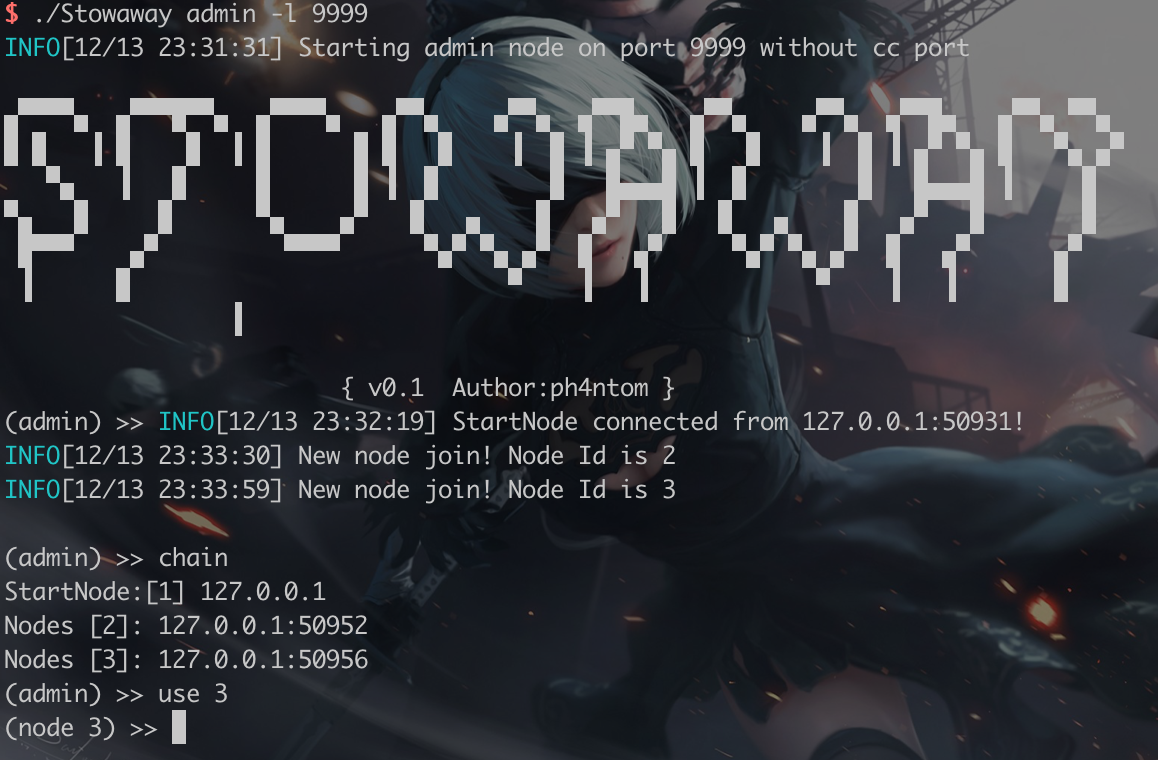 $ ./Stowaway admin -l 9999
INFO[12/13 23:31:31] Starting admin node on port 9999 without cc port
STOWAWAY
{ v0.1  Author:ph4ntom }
(admin) >> INFO[12/13 23:32:19] StartNode connected from 127.0.0.1:50931!
INFO[12/13 23:33:30] New node join! Node Id is 2
INFO[12/13 23:33:59] New node join! Node Id is 3
(admin) >> chain
StartNode:[1] 127.0.0.1
Nodes [2]: 127.0.0.1:50952
Nodes [3]: 127.0.0.1:50956
(admin) >> use 3
(node 3) >>